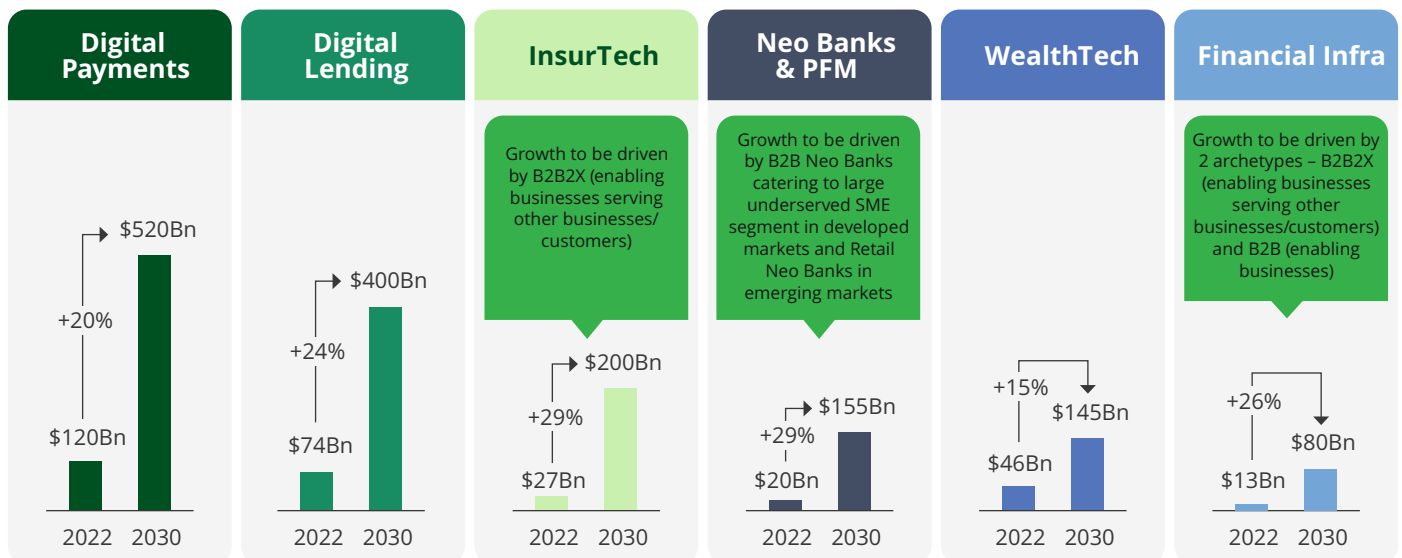 Digital
Payments
$520Bn
+20%
$120Bn
2022 2030
Digital
Lending
$400Bn
+24%
$74Bn
2022 2030
InsurTech
Growth to be driven
by B2B2X (enabling
businesses serving
other businesses/
customers)
$200Bn
+29%
$27Bn
2022 2030
Neo Banks
& PFM
Growth to be driven
by B2B Neo Banks
catering to large
underserved SME
segment in developed
markets and Retail
Neo Banks in
emerging markets
$155Bn
+29%
$20Bn
2022 2030
WealthTech
+15%
$145Bn
$46Bn
2022 2030
Financial Infra
Growth to be driven by
2 archetypes – B2B2X
(enabling businesses
serving other
businesses/customers)
and B2B (enabling
businesses)
+26%
$80Bn
$13Bn
2022 2030